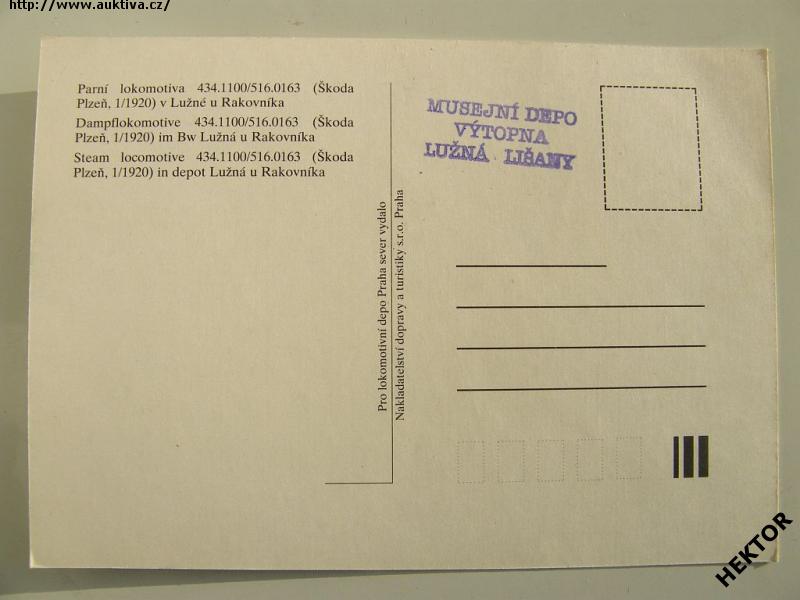 http://www.auktiva.cz/
Parní lokomotiva 434.1100/516.0163 (Škoda
Plzeň, 1/1920) v Lužné u Rakovníka
Dampflokomotive 434.1100/516.0163 (Škoda
Plzeň, 1/1920) im Bw Lužná u Rakovníka
Steam locomotive 434.1100/516.0163 (Škoda
Plzeň, 1/1920) in depot Lužná u Rakovníka
Pro lokomotivní depo Praha sever vydalo
Nakladatelství dopravy a turistiky s.r.o. Praha
MUSEJNÍ DEPO
VÝTOPNA
LUŽNÁ LIŠANY
HEKTOR